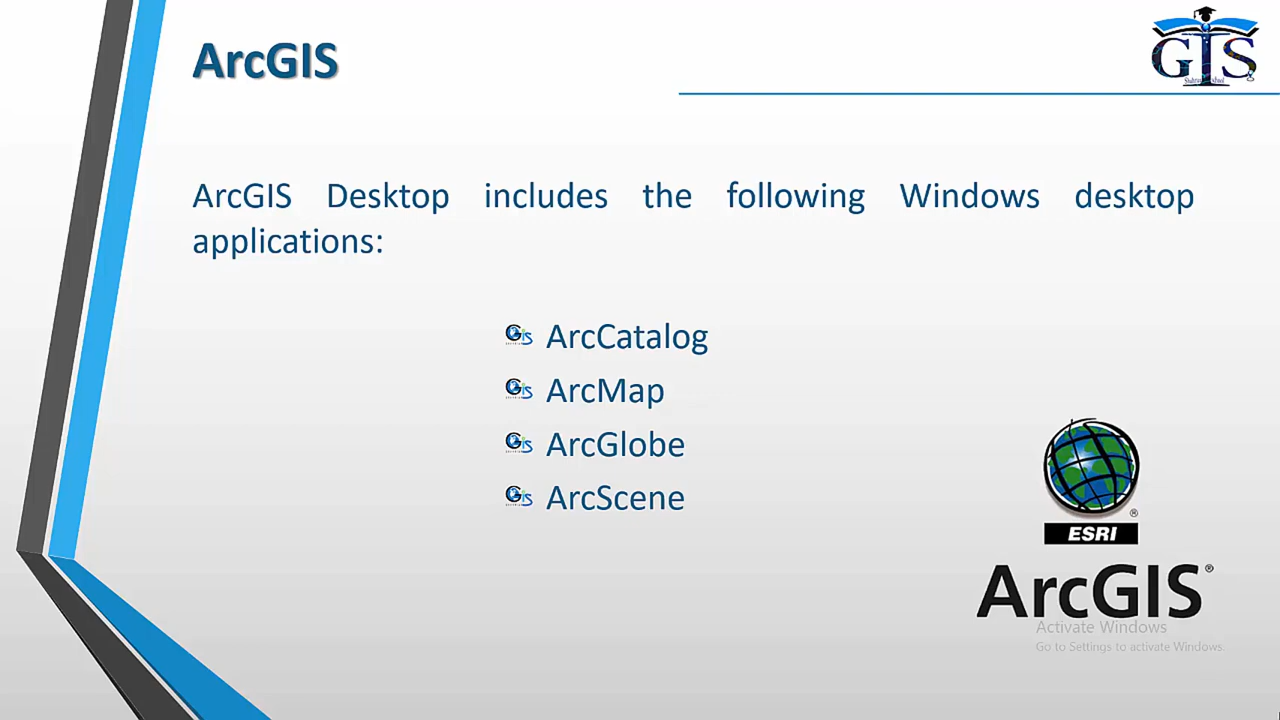 ArcGIS
GIS
ArcGIS Desktop includes the following Windows desktop
applications:
ArcCatalog
ArcMap
ArcGlobe
ArcScene
ESRI
ArcGIS®
Activate Windows
Go to Settings to activate Windows.